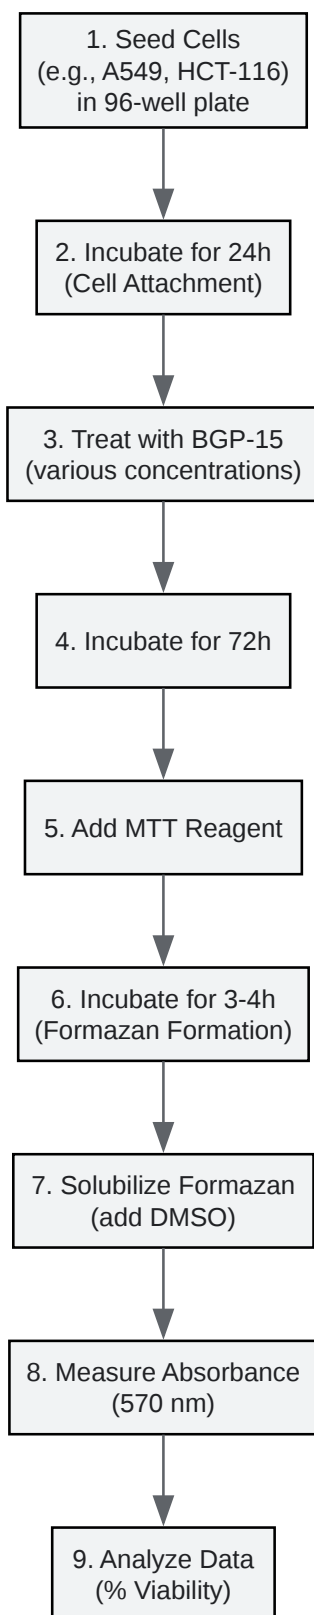 1. Seed Cells
(e.g., A549, HCT-116)
in 96-well plate
2. Incubate for 24h
(Cell Attachment)
3. Treat with BGP-15
(various concentrations)
4. Incubate for 72h
5. Add MTT Reagent
6. Incubate for 3-4h
(Formazan Formation)
7. Solubilize Formazan
(add DMSO)
8. Measure Absorbance
(570 nm)
9. Analyze Data
(% Viability)